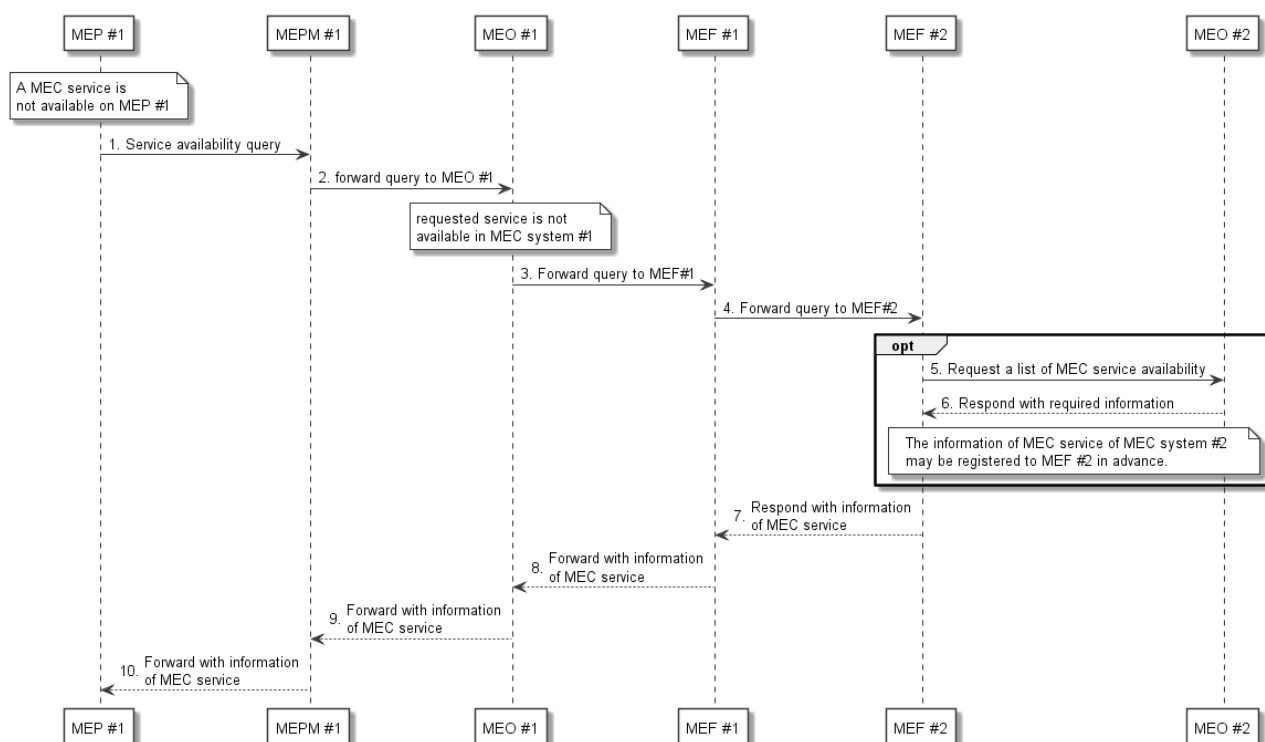 MEP #1
MEPM #1
MEO #1
MEF #1
MEF #2
MEO #2
A MEC service is
not available on MEP #1
1. Service availability query
2. forward query to MEO #1
requested service is not
available in MEC system #1
3. Forward query to MEF#1
4. Forward query to MEF#2
opt
5. Request a list of MEC service availability
6. Respond with required information
The information of MEC service of MEC system #2
may be registered to MEF #2 in advance.
7. Respond with information
of MEC service
8. Forward with information
of MEC service
9. Forward with information
of MEC service
10. Forward with information
of MEC service
MEP #1
MEPM #1
MEO #1
MEF #1
MEF #2
MEO #2